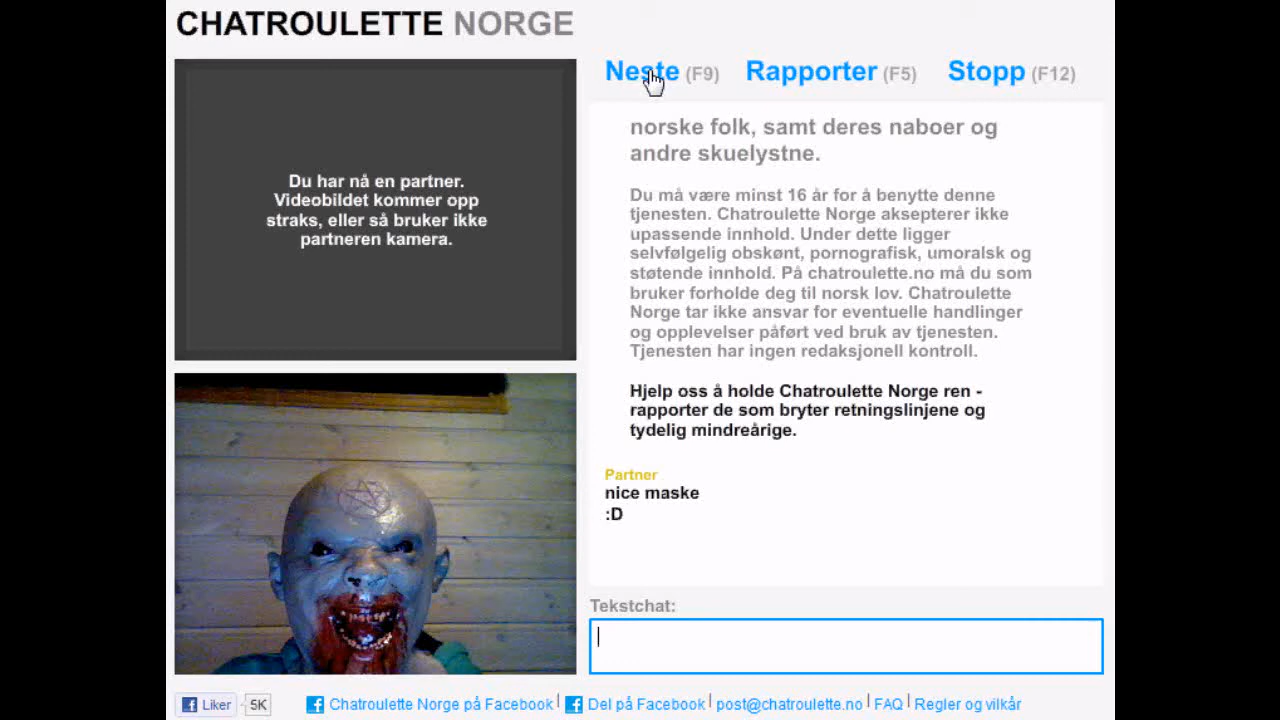 CHATROULETTE NORGE
Neste (F9) Rapporter (F5) Stopp (F12)
Du har nå en partner.
Videobildet kommer opp
straks, eller så bruker ikke
partneren kamera.
norske folk, samt deres naboer og
andre skuelystne.
Du må være minst 16 år for å benytte denne
tjenesten. Chatroulette Norge aksepterer ikke
upassende innhold. Under dette ligger
selvfølgelig obskønt, pornografisk, umoralsk og
støtende innhold. På chatroulette.no må du som
bruker forholde deg til norsk lov. Chatroulette
Norge tar ikke ansvar for eventuelle handlinger
og opplevelser påført ved bruk av tjenesten.
Tjenesten har ingen redaksjonell kontroll.
Hjelp oss å holde Chatroulette Norge ren -
rapporter de som bryter retningslinjene og
tydelig mindreårige.
Partner
nice maske
:D
Tekstchat:
Liker 5K Chatroulette Norge på Facebook | Del på Facebook | post@chatroulette.no | FAQ | Regler og vilkår